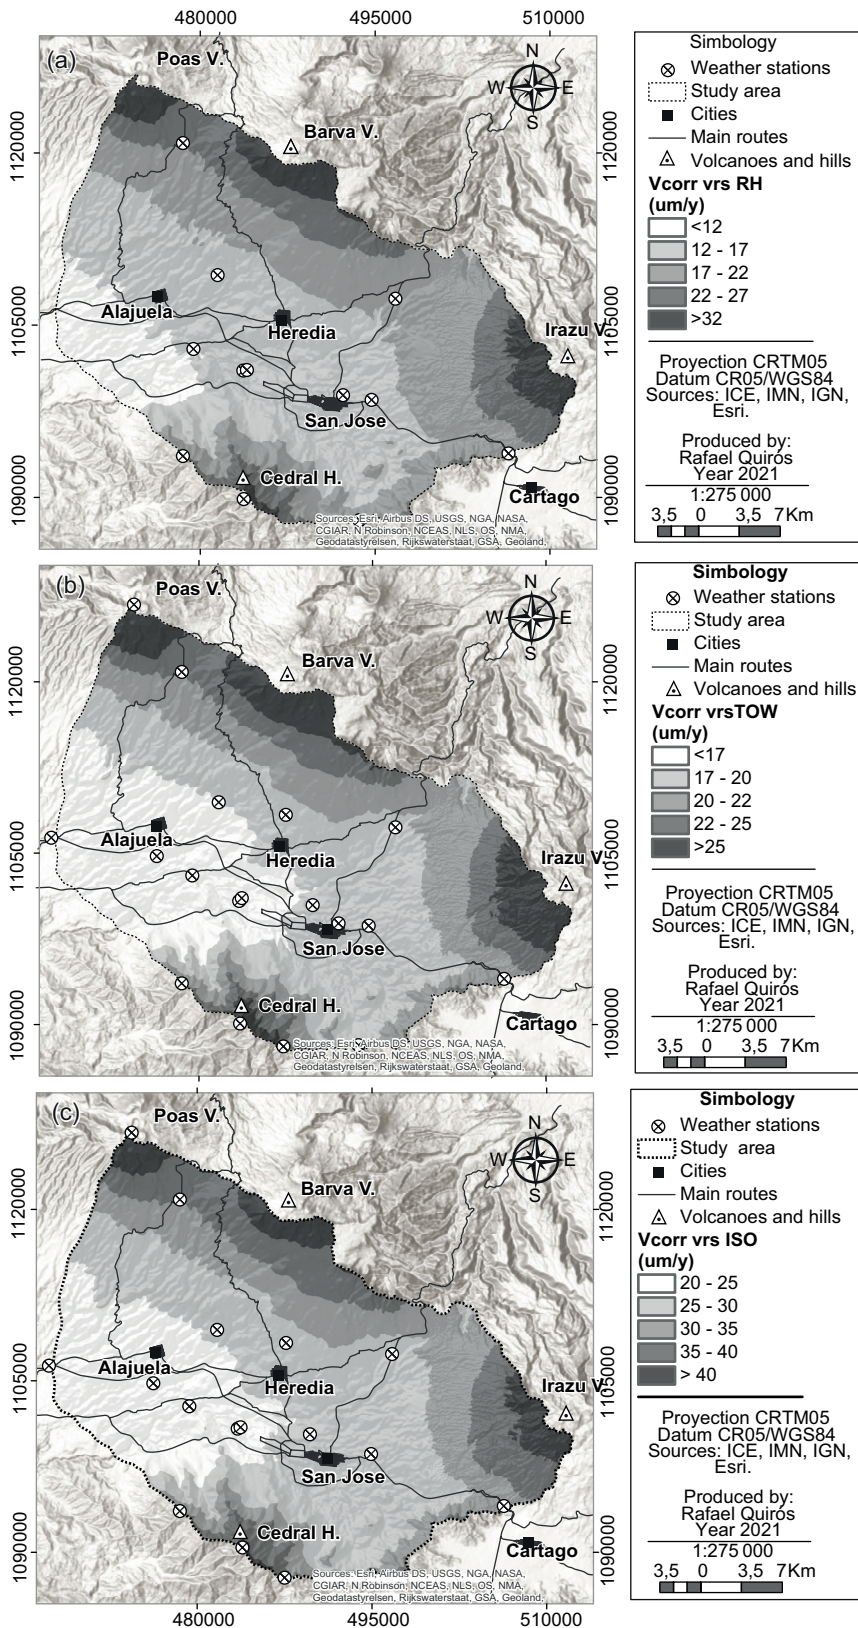 480000 495000 510000
(a)
Poas V.
Barva V.
N
W E
S
1120000
Alajuela
Heredia
1105000
Irazu V.
San Jose
Cedral H.
Cartago
1090000
Sources: Esri, Airbus DS, USGS, NGA, NASA,
CGIAR, N Robinson, NCEAS, NLS, OS, NMA,
Geodatastyrelsen, Rijkswaterstaat, GSA, Geoland,
Simbology
Weather stations
Study area
Cities
Main routes
Volcanoes and hills
Vcorr vrs RH
(um/y)
<12
12 - 17
17 - 22
22 - 27
>32
Proyection CRTM05
Datum CR05/WGS84
Sources: ICE, IMN, IGN,
Esri.
Produced by:
Rafael Quirós
Year 2021
1:275 000
3,5 0 3,5 7Km
(b)
Poas V.
Barva V.
N
W E
S
1120000
Alajuela
Heredia
1105000
Irazu V.
San Jose
Cedral H.
Cartago
1090000
Sources: Esri, Airbus DS, USGS, NGA, NASA,
CGIAR, N Robinson, NCEAS, NLS, OS, NMA,
Geodatastyrelsen, Rijkswaterstaat, GSA, Geoland,
Simbology
Weather stations
Study area
Cities
Main routes
Volcanoes and hills
Vcorr vrsTOW
(um/y)
<17
17 - 20
20 - 22
22 - 25
>25
Proyection CRTM05
Datum CR05/WGS84
Sources: ICE, IMN, IGN,
Esri.
Produced by:
Rafael Quirós
Year 2021
1:275 000
3,5 0 3,5 7Km
(c)
Poas V.
Barva V.
N
W E
S
1120000
Alajuela
Heredia
1105000
Irazu V.
San Jose
Cedral H.
Cartago
1090000
Sources: Esri, Airbus DS, USGS, NGA, NASA,
CGIAR, N Robinson, NCEAS, NLS, OS, NMA,
Geodatastyrelsen, Rijkswaterstaat, GSA, Geoland,
480000 495000 510000
Simbology
Weather stations
Study area
Cities
Main routes
Volcanoes and hills
Vcorr vrs ISO
(um/y)
20 - 25
25 - 30
30 - 35
35 - 40
> 40
Proyection CRTM05
Datum CR05/WGS84
Sources: ICE, IMN, IGN,
Esri.
Produced by:
Rafael Quirós
Year 2021
1:275 000
3,5 0 3,5 7Km